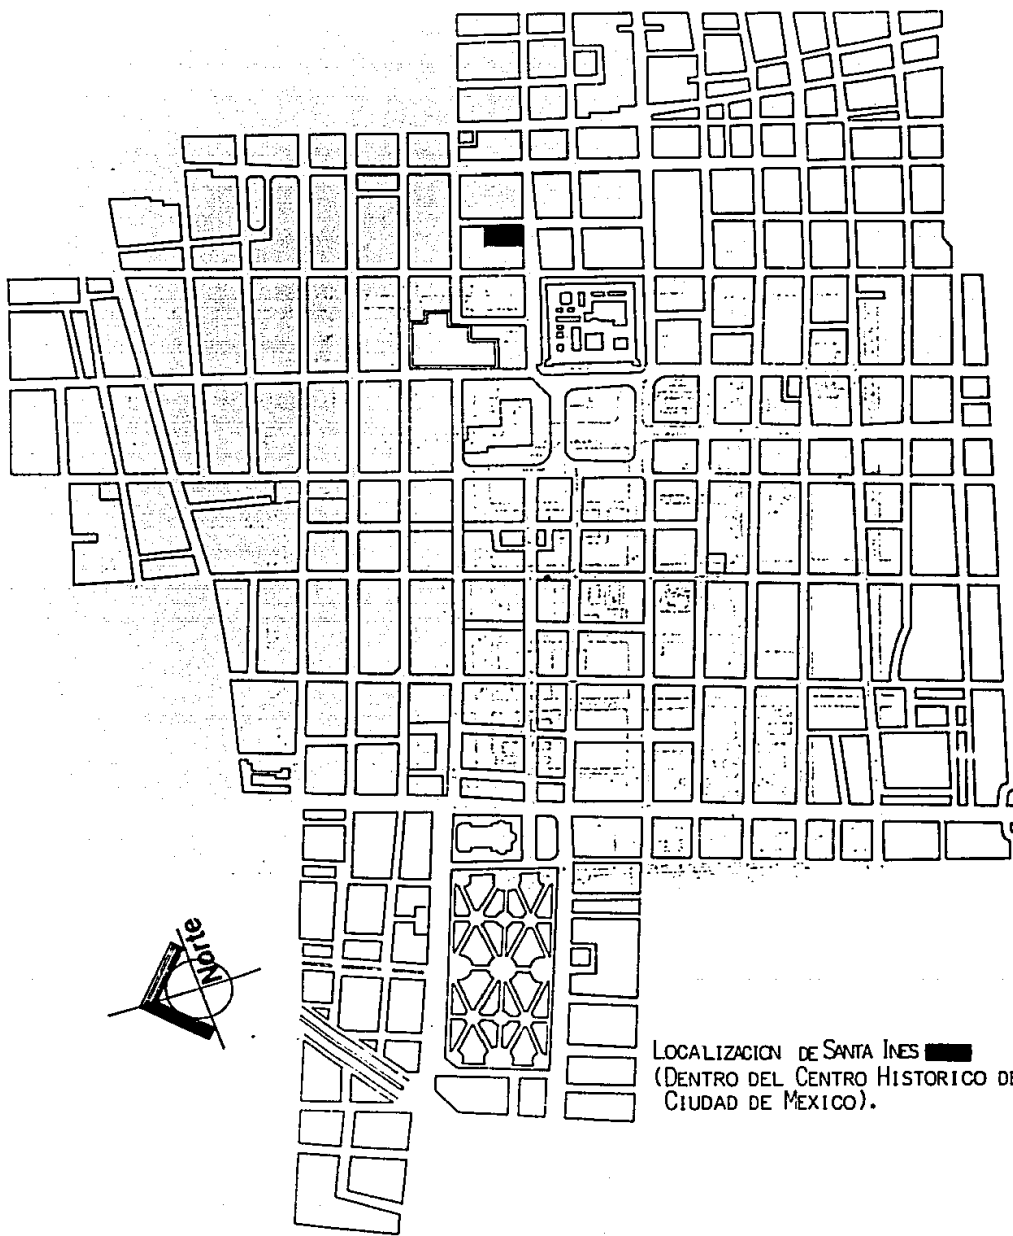 Norte
LOCALIZACION DE SANTA INES
(DENTRO DEL CENTRO HISTORICO DE
CIUDAD DE MEXICO).